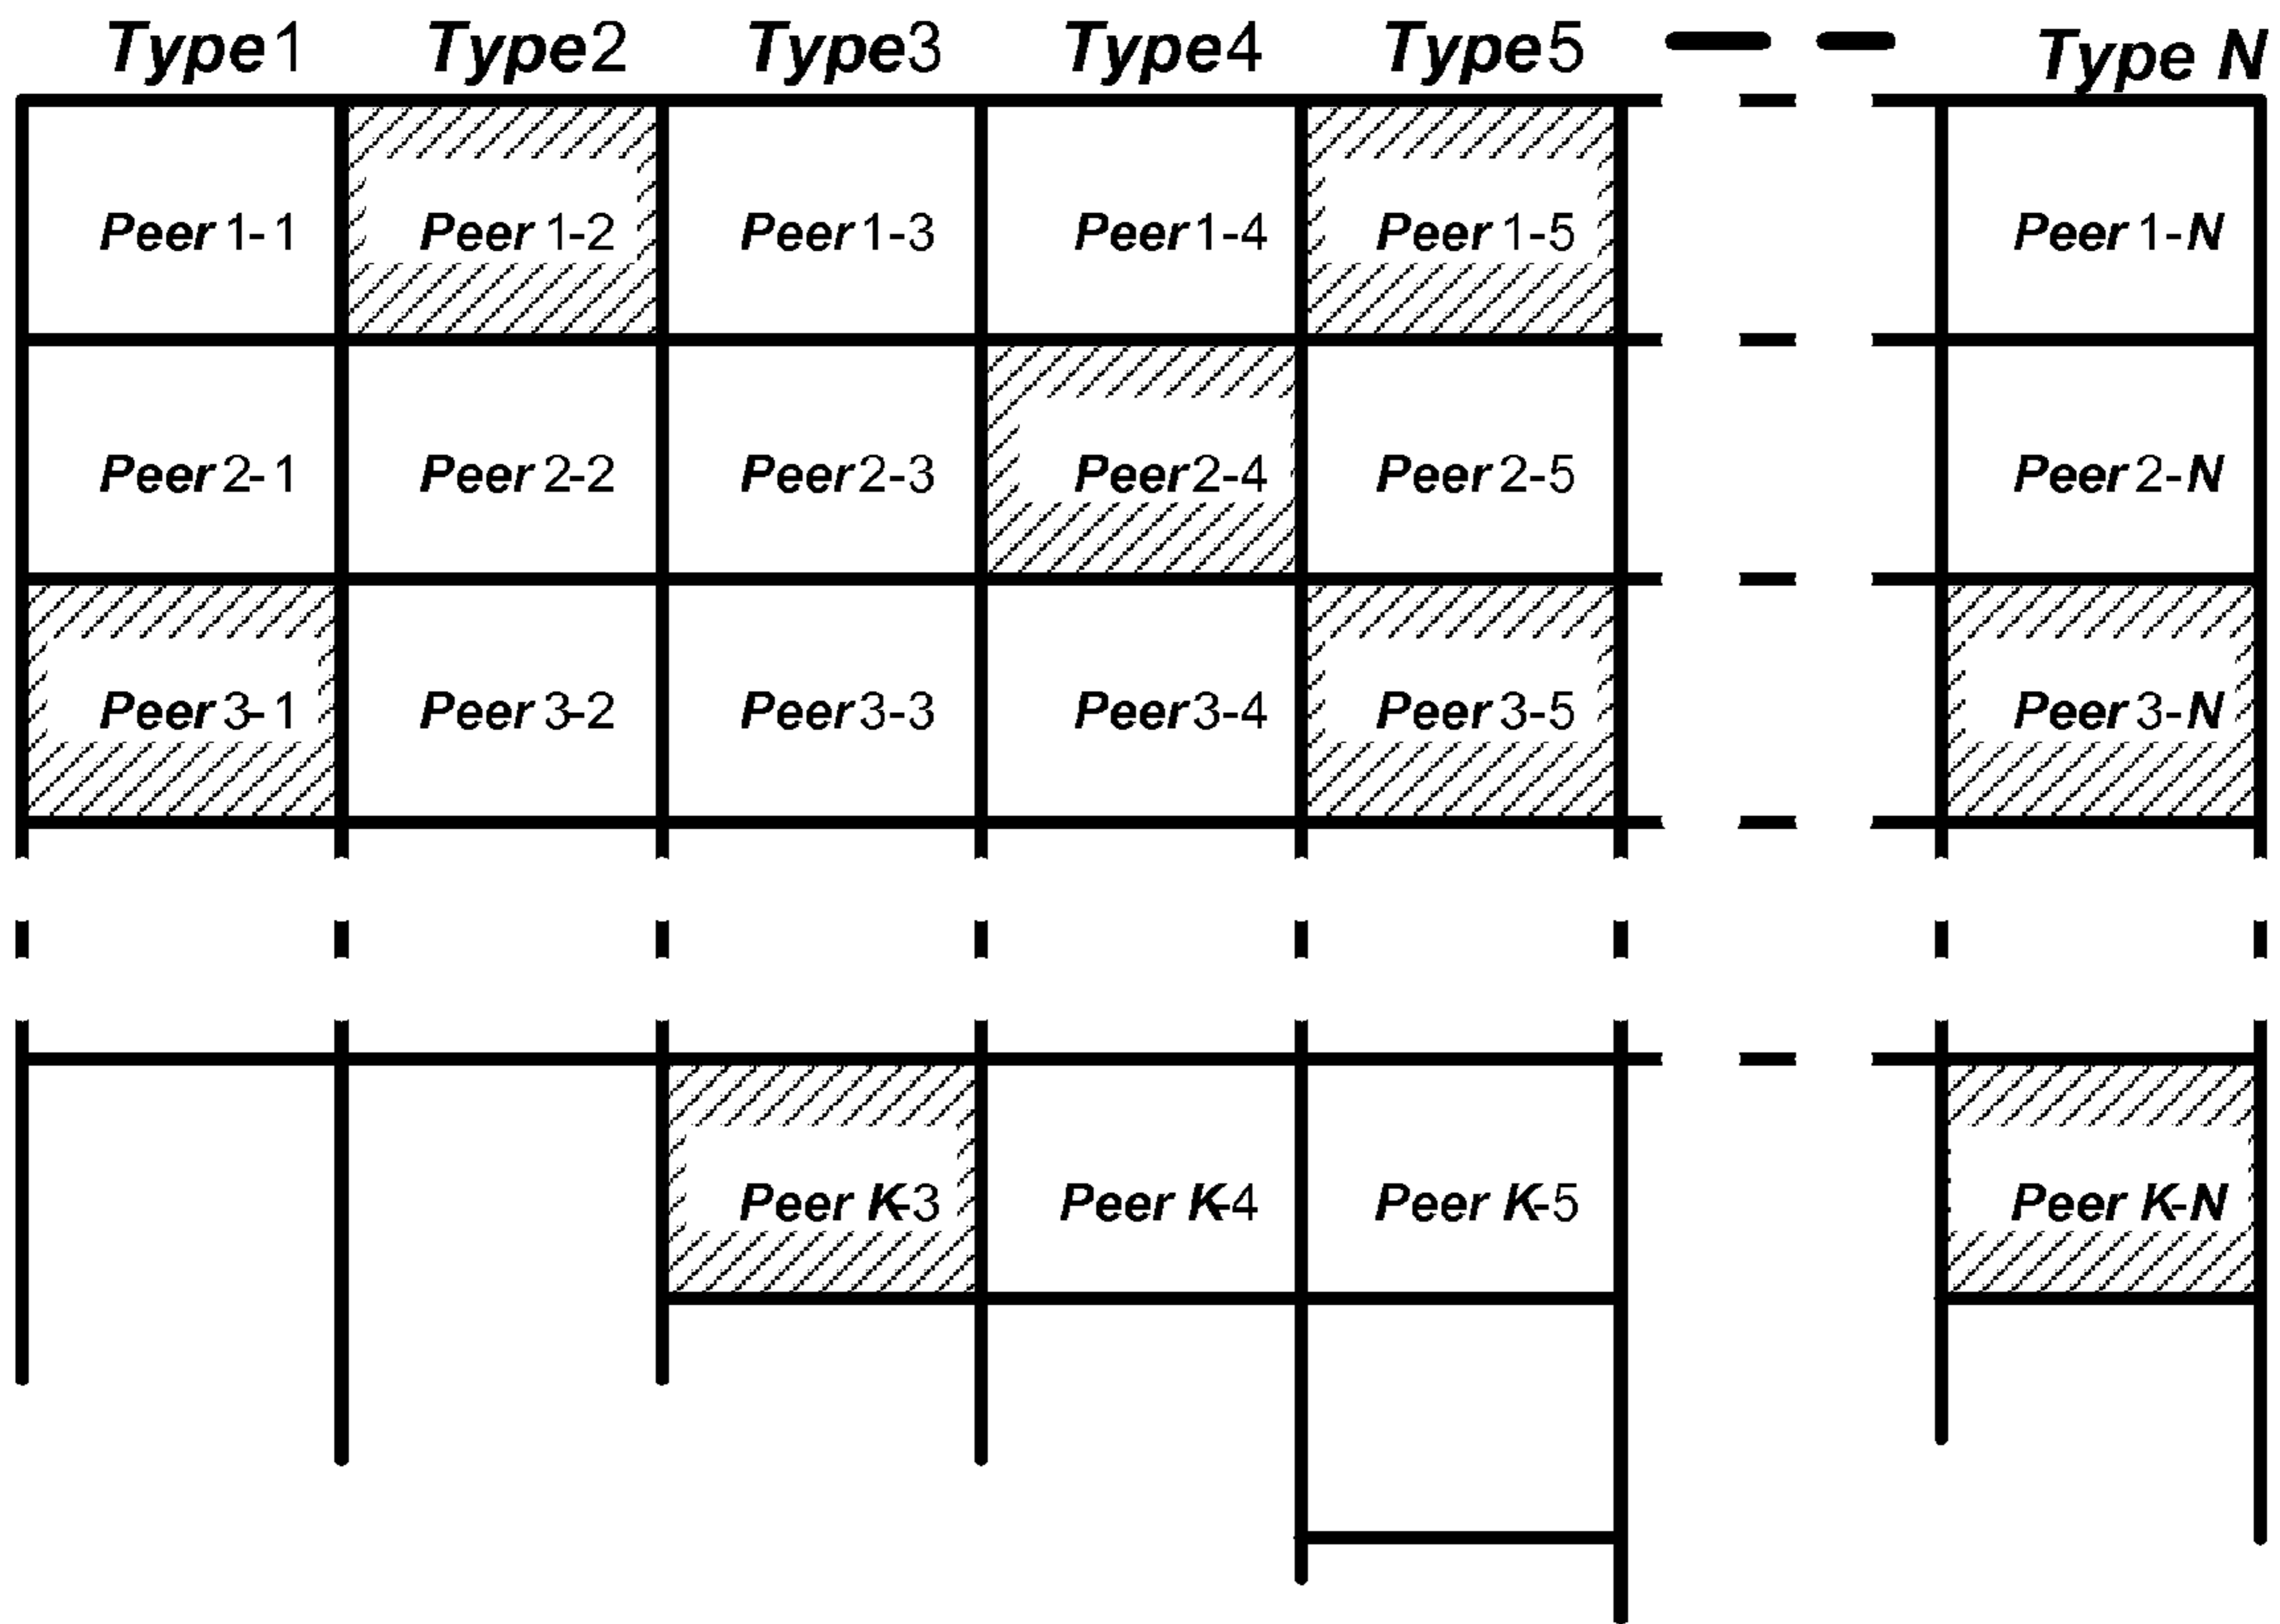 Type1 Type2 Type3 Type4 Type5 Type N
Peer 1-1 Peer 1-2 Peer 1-3 Peer 1-4 Peer 1-5 Peer 1-N
Peer 2-1 Peer 2-2 Peer 2-3 Peer 2-4 Peer 2-5 Peer 2-N
Peer 3-1 Peer 3-2 Peer 3-3 Peer 3-4 Peer 3-5 Peer 3-N
Peer K-3 Peer K-4 Peer K-5 Peer K-N